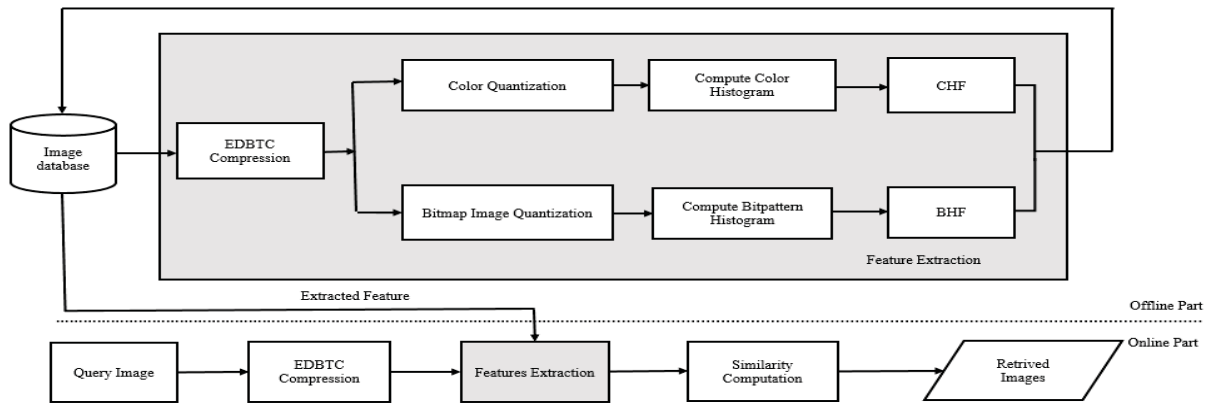 Color Quantization
Compute Color
Histogram
CHF
Image
database
EDBTC
Compression
Bitmap Image Quantization
Compute Bitpattern
Histogram
BHF
Feature Extraction
Extracted Feature
Offline Part
Online Part
Query Image
EDBTC
Compression
Features Extraction
Similarity
Computation
Retrived
Images